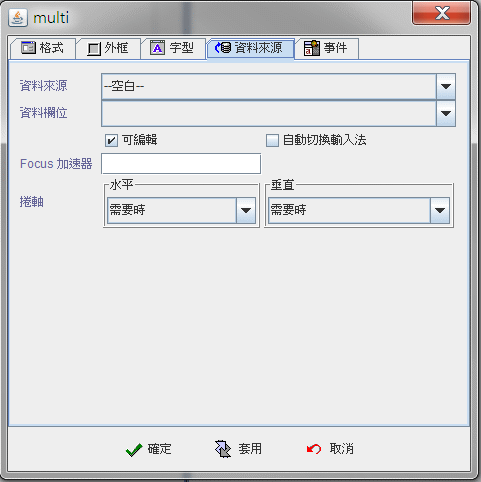 multi
格式 外框 字型 資料來源 事件
資料來源 --空白--
資料欄位
可編輯 自動切換輸入法
Focus 加速器
捲軸 水平 垂直
需要時 需要時
確定 套用 取消